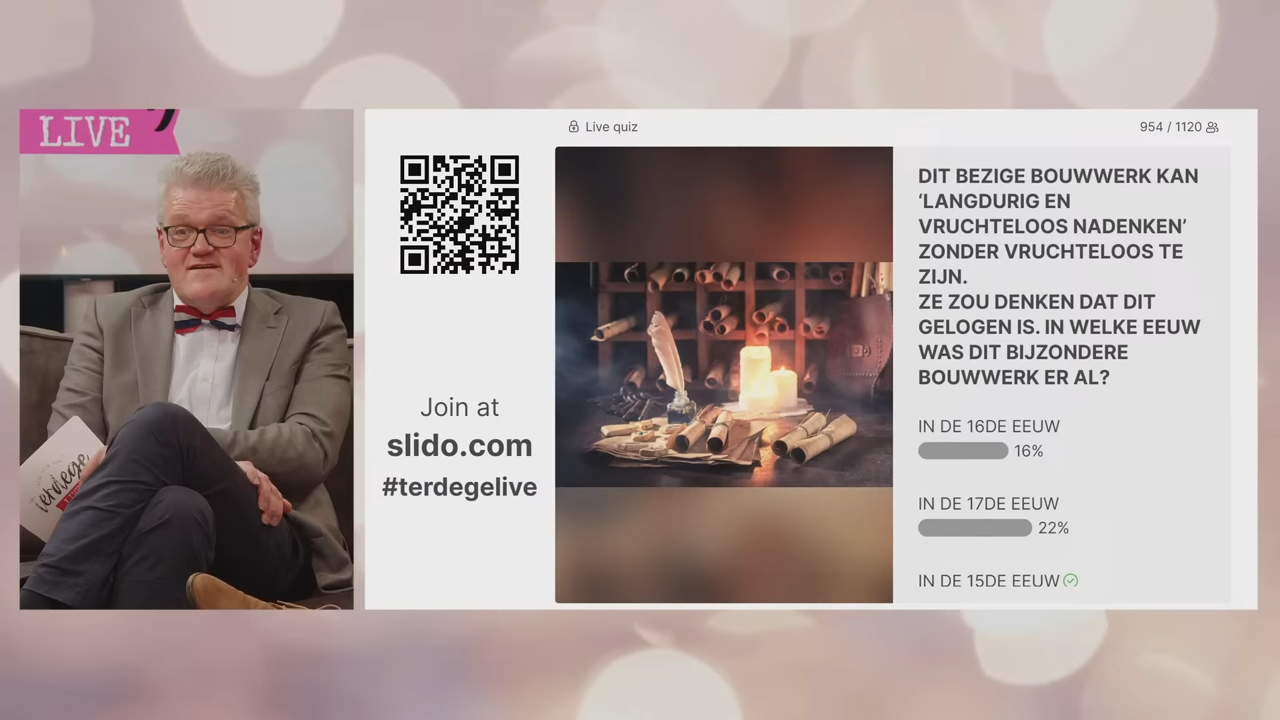 LIVE
terdege
Join at
slido.com
#terdegelive
Live quiz
954 / 1120
DIT BEZIGE BOUWWERK KAN
‘LANGDURIG EN
VRUCHTELOOS NADENKEN’
ZONDER VRUCHTELOOS TE
ZIJN.
ZE ZOU DENKEN DAT DIT
GELOGEN IS. IN WELKE EEUW
WAS DIT BIJZONDERE
BOUWWERK ER AL?
IN DE 16DE EEUW
16%
IN DE 17DE EEUW
22%
IN DE 15DE EEUW